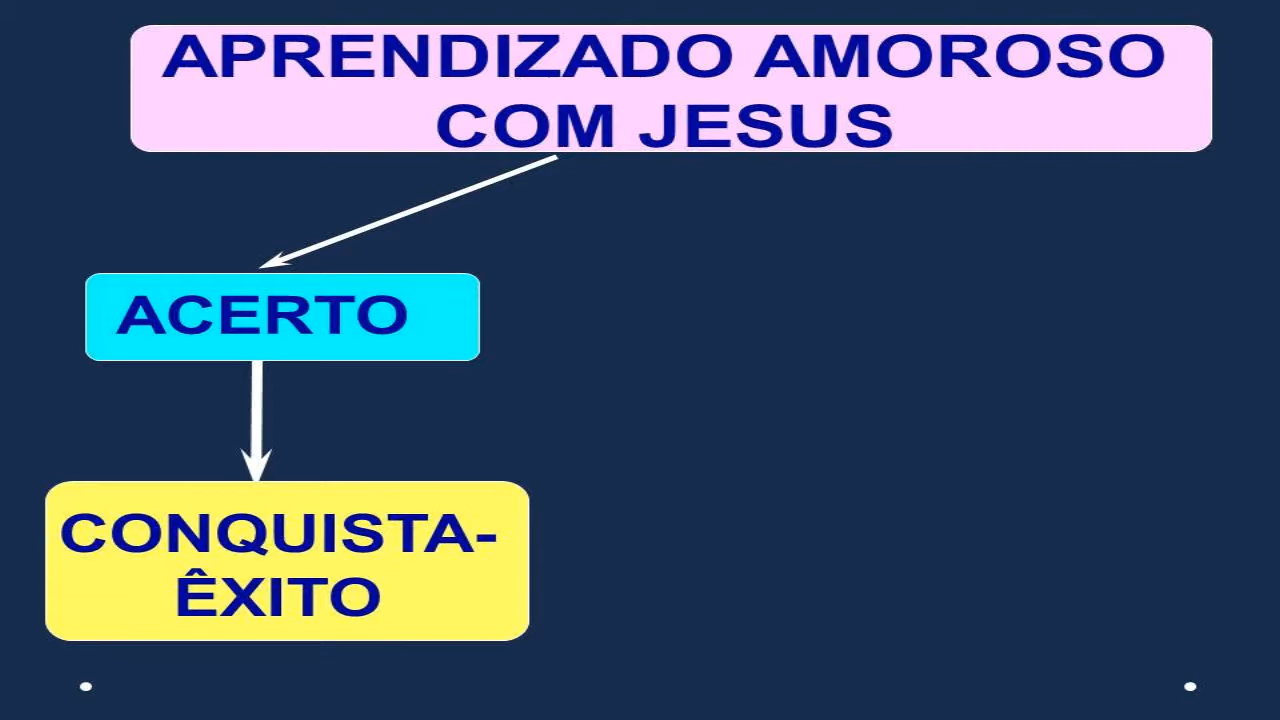 APRENDIZADO AMOROSO
COM JESUS
ACERTO
CONQUISTA-
ÊXITO